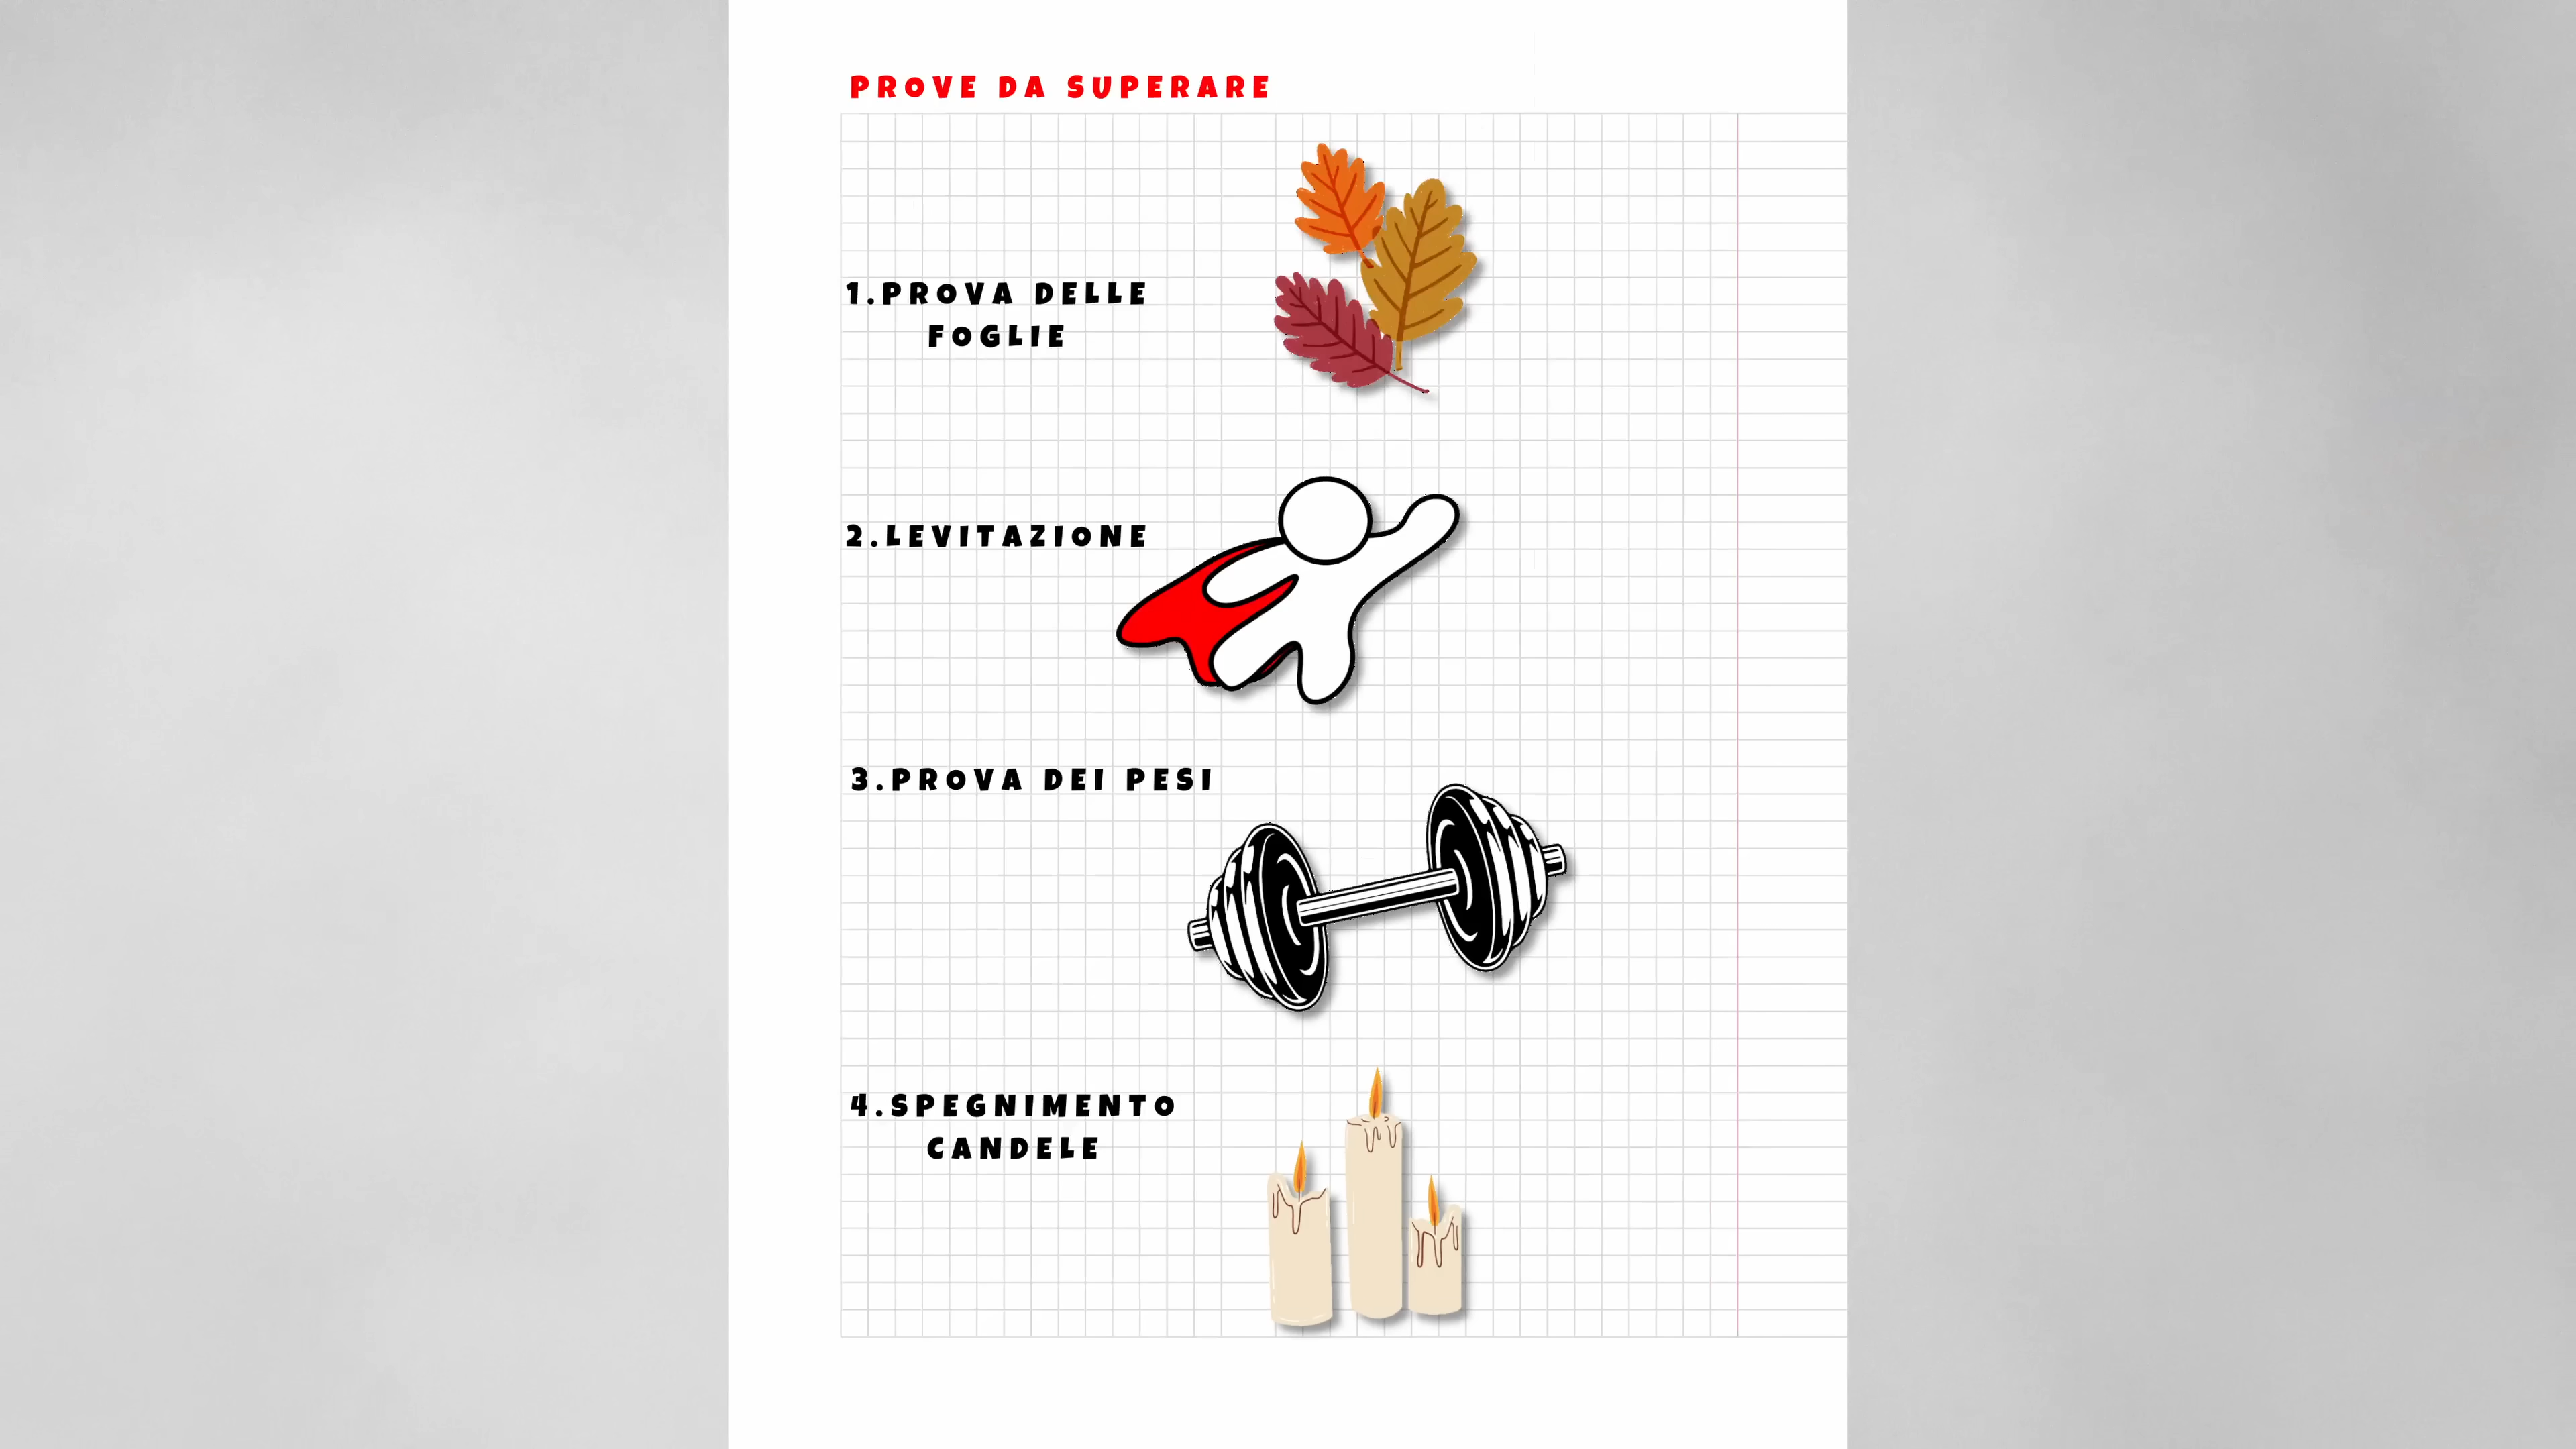 PROVE DA SUPERARE
1.PROVA DELLE
FOGLIE
2.LEVITAZIONE
3.PROVA DEI PESI
4.SPEGNIMENTO
CANDELE